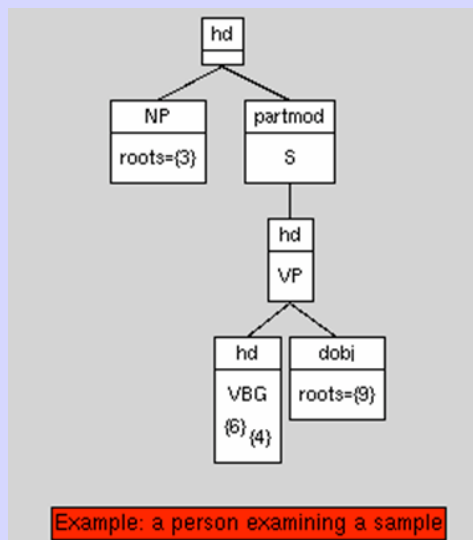 hd
NP
roots={3}
partmod
S
hd
VP
hd
VBG
{6} {4}
dobj
roots={9}
Example: a person examining a sample